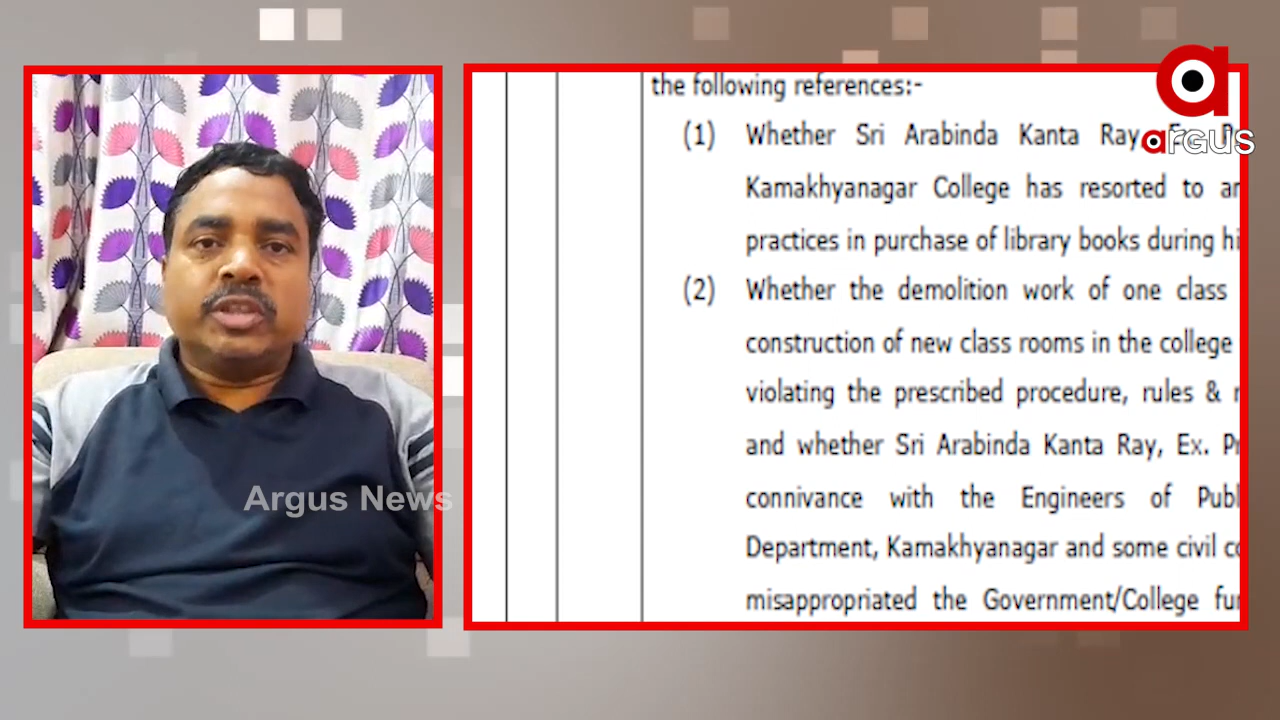 the following references:-
(1) Whether Sri Arabinda Kanta Ray,
Kamakhyanagar College has resorted to
practices in purchase of library books during
(2) Whether the demolition work of one class
construction of new class rooms in the college
violating the prescribed procedure, rules &
and whether Sri Arabinda Kanta Ray, Ex.
connivance with the Engineers of
Department, Kamakhyanagar and some civil
misappropriated the Government/College
argus
Argus News